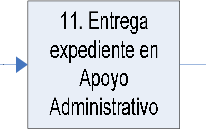 11. Entrega
expediente en
Apoyo
Administrativo